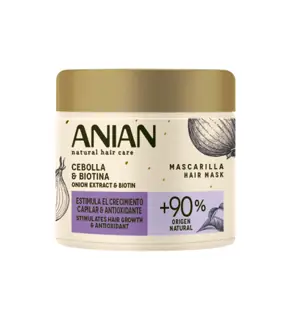 ANIAN
natural hair care
CEBOLLA
& BIOTINA
ONION EXTRACT & BIOTIN
MASCARILLA
HAIR MASK
ESTIMULA EL CRECIMIENTO
CAPILAR & ANTIOXIDANTE
STIMULATES HAIR GROWTH
& ANTIOXIDANT
+90%
ORIGEN
NATURAL